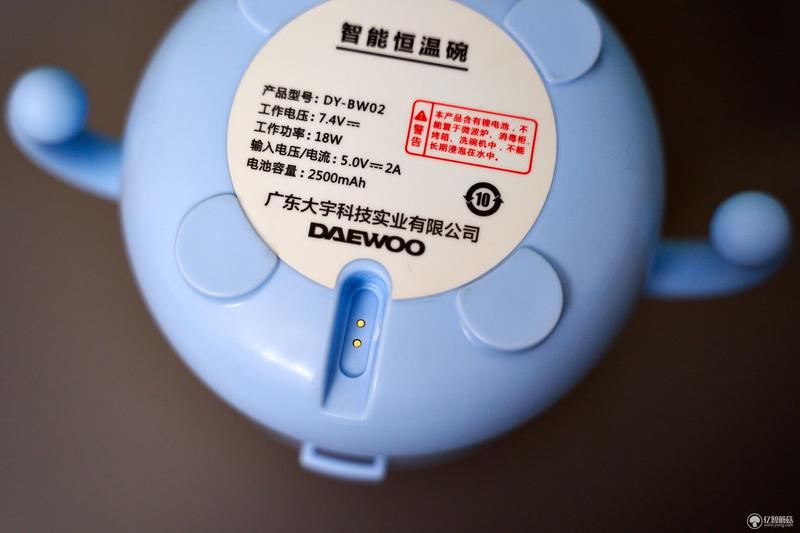 智能恒温碗
产品型号: DY-BW02
工作电压: 7.4V⎓
工作功率: 18W
输入电压/电流: 5.0V⎓2A
电池容量: 2500mAh
警告
本产品含有锂电池，不
能置于微波炉、消毒柜、
烤箱、洗碗机中，不能
长期浸泡在水中。
10
广东大宇科技实业有限公司
DAEWOO
亿智蘑菇